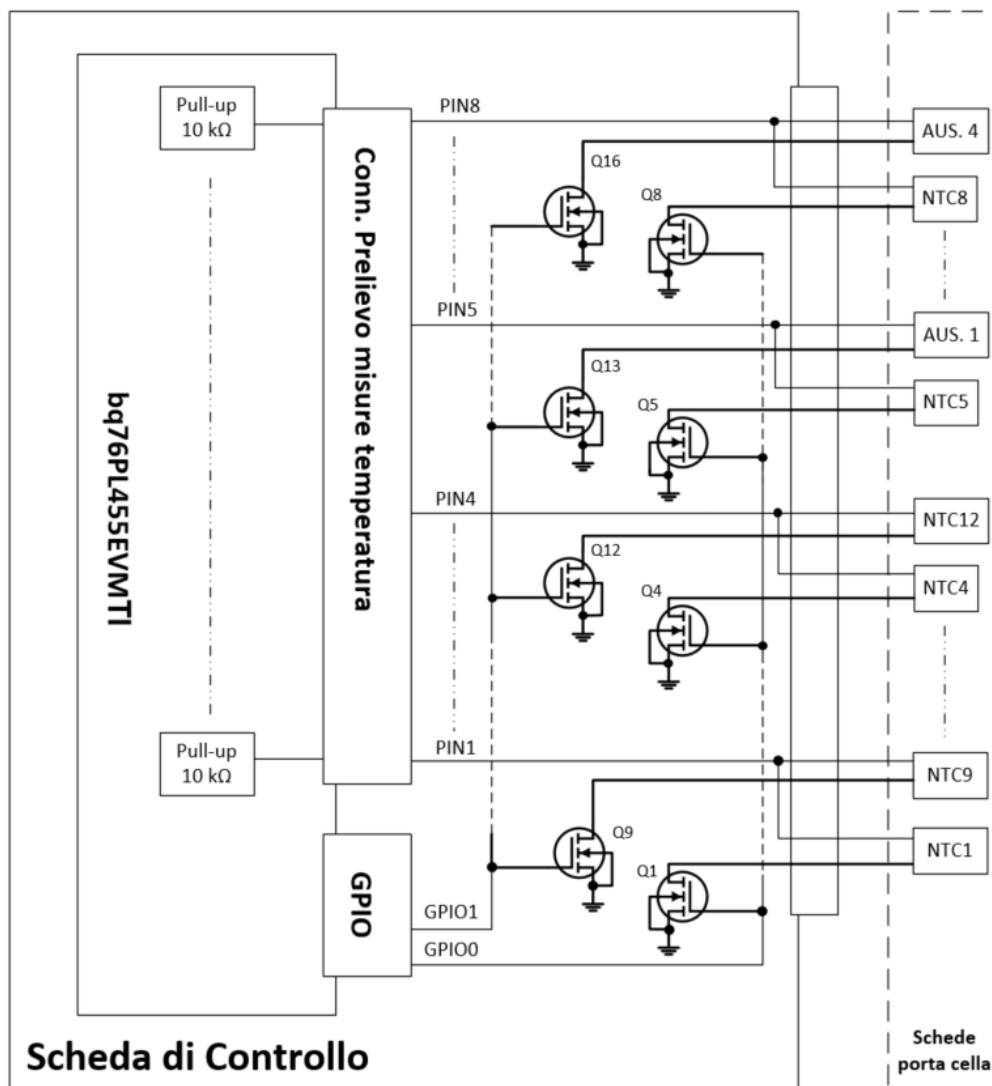 Pull-up
10 kΩ
PIN8
AUS. 4
Q16
Q8
NTC8
Conn. Prelievo misure temperatura
PIN5
AUS. 1
Q13
Q5
NTC5
bq76PL455EVMTI
PIN4
NTC12
Q12
Q4
NTC4
Pull-up
10 kΩ
PIN1
NTC9
Q9
Q1
NTC1
GPIO
GPIO1
GPIO0
Scheda di Controllo
Schede
porta cella